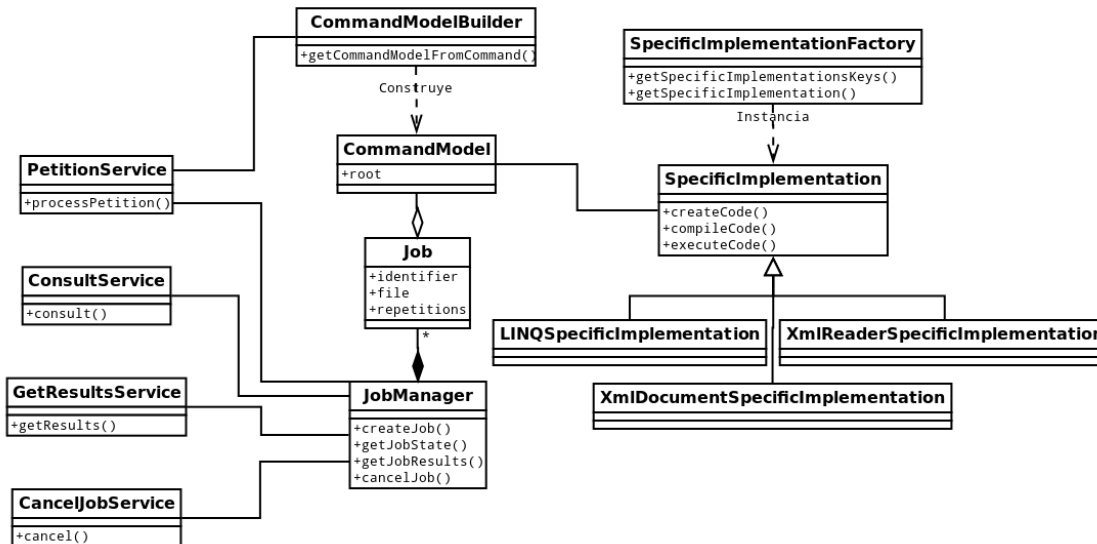 CommandModelBuilder
+getCommandModelFromCommand()
Construye
SpecificImplementationFactory
+getSpecificImplementationsKeys()
+getSpecificImplementation()
Instancia
PetitionService
+processPetition()
CommandModel
+root
SpecificImplementation
+createCode()
+compileCode()
+executeCode()
ConsultService
+consult()
Job
+identifier
+file
+repetitions
*
LINQSpecificImplementation
XmlReaderSpecificImplementation
XmlDocumentSpecificImplementation
GetResultsService
+getResults()
JobManager
+createJob()
+getJobState()
+getJobResults()
+cancelJob()
CancelJobService
+cancel()